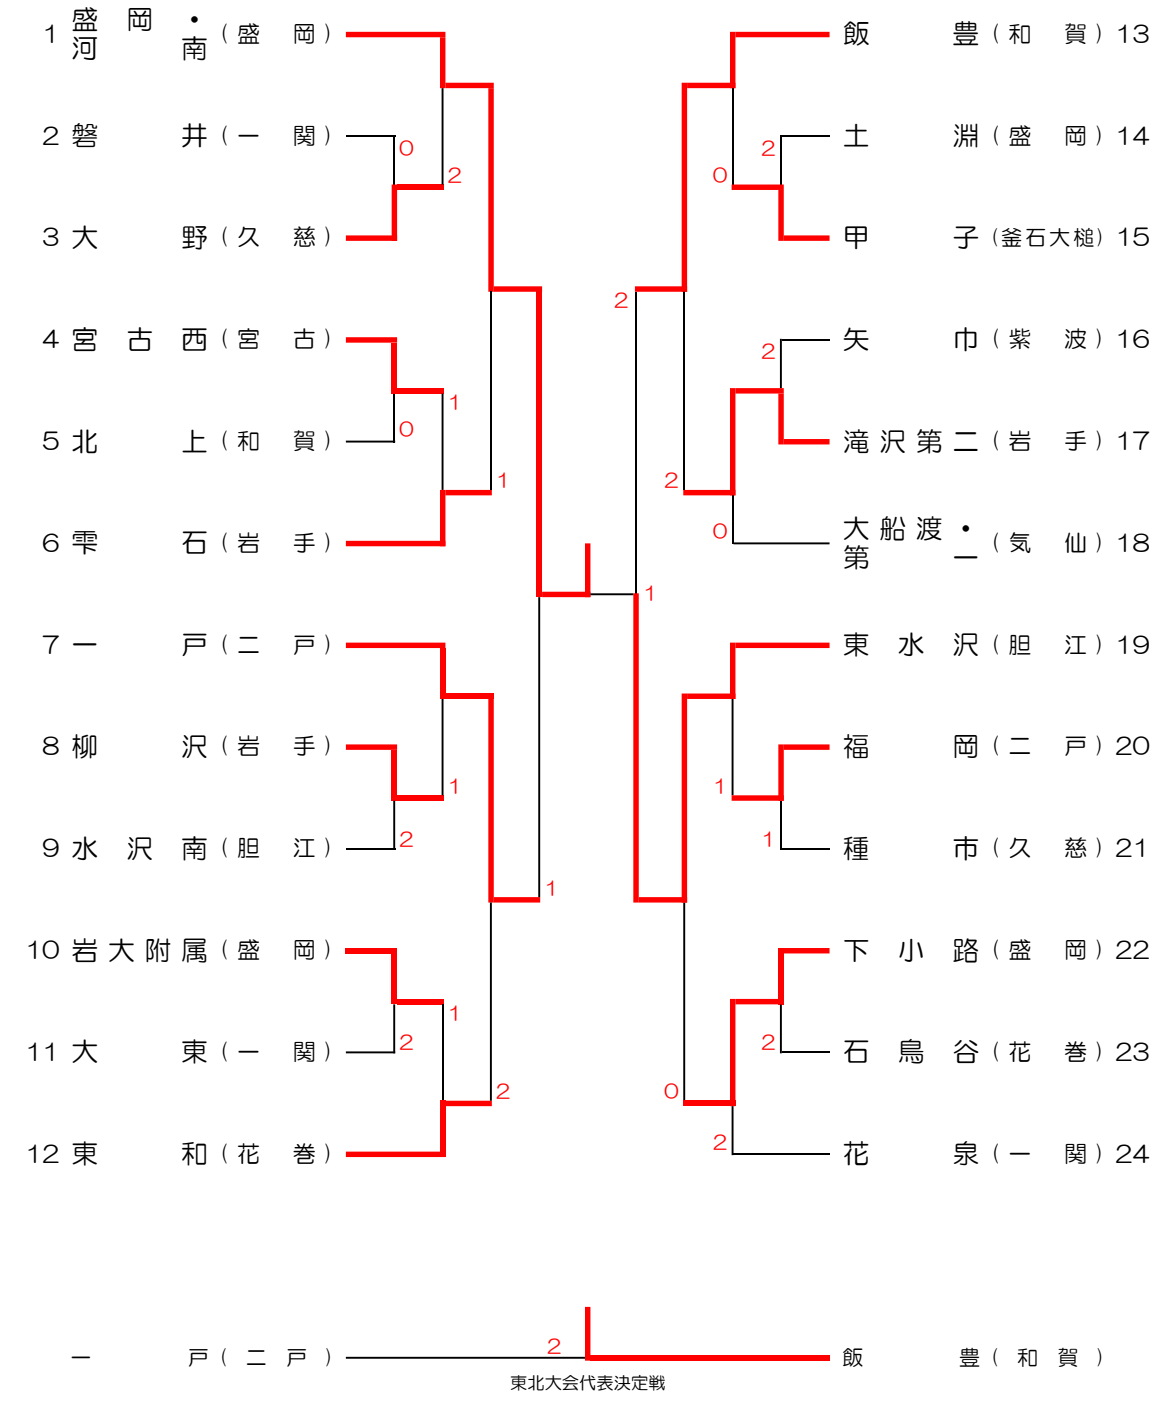 1 盛岡・河南 (盛岡)
2 磐井 (一関)
0
2
3 大野 (久慈)
4 宮古西 (宮古)
1
0
5 北上 (和賀)
1
6 雫石 (岩手)
7 一戸 (二戸)
8 柳沢 (岩手)
1
2
9 水沢南 (胆江)
1
10 岩大附属 (盛岡)
1
2
11 大東 (一関)
2
12 東和 (花巻)
飯豊 (和賀) 13
2
土淵 (盛岡) 14
0
甲子 (釜石大槌) 15
2
2
矢巾 (紫波) 16
滝沢第二 (岩手) 17
2
0
大船渡・第一 (気仙) 18
1
東水沢 (胆江) 19
福岡 (二戸) 20
1
1
種市 (久慈) 21
下小路 (盛岡) 22
2
石鳥谷 (花巻) 23
0
2
花泉 (一関) 24
一戸 (二戸) 2 飯豊 (和賀)
東北大会代表決定戦